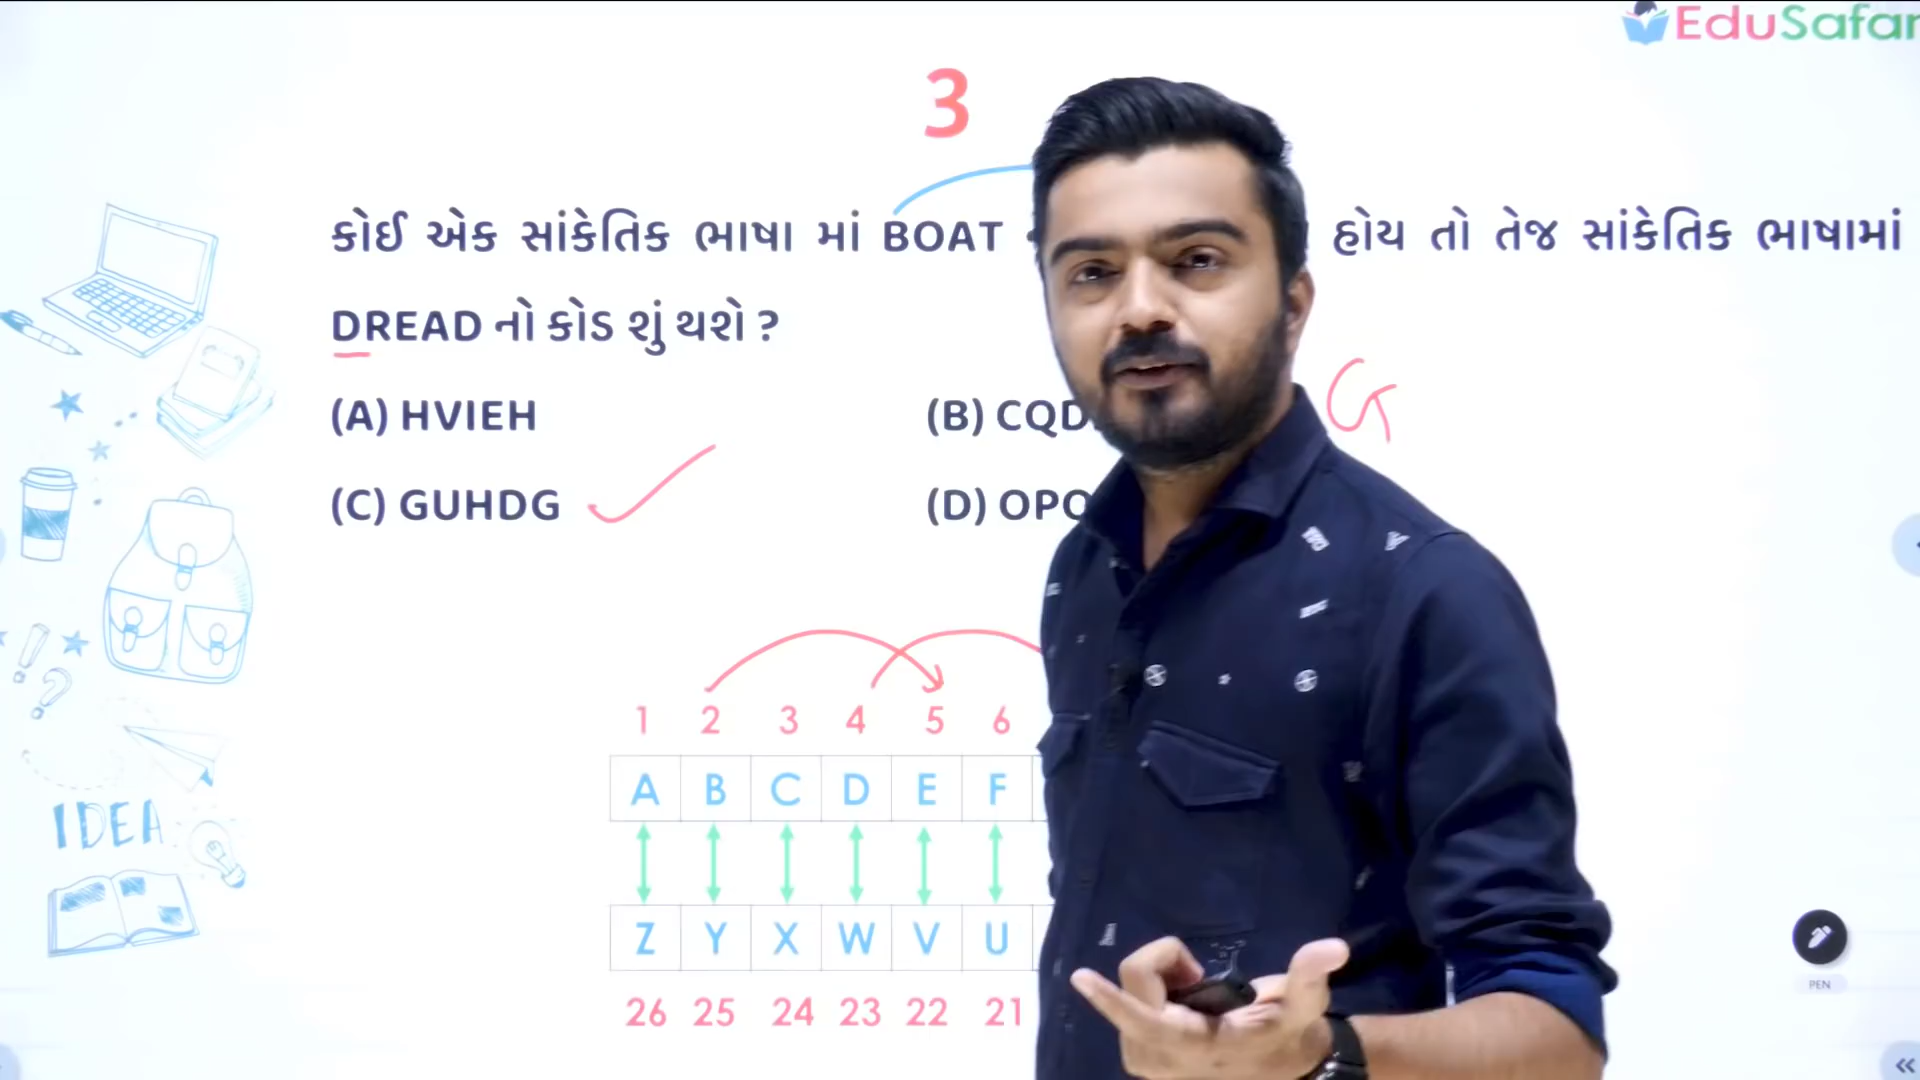 EduSafar
3
કોઈ એક સાંકેતિક ભાષા માં BOAT હોય તો તેજ સાંકેતિક ભાષામાં
DREAD નો કોડ શું થશે ?
(A) HVIEH (B) CQD
G
(C) GUHDG (D) OPO
1 2 3 4 5 6
A B C D E F
Z Y X W V U
26 25 24 23 22 21
IDEA
PEN